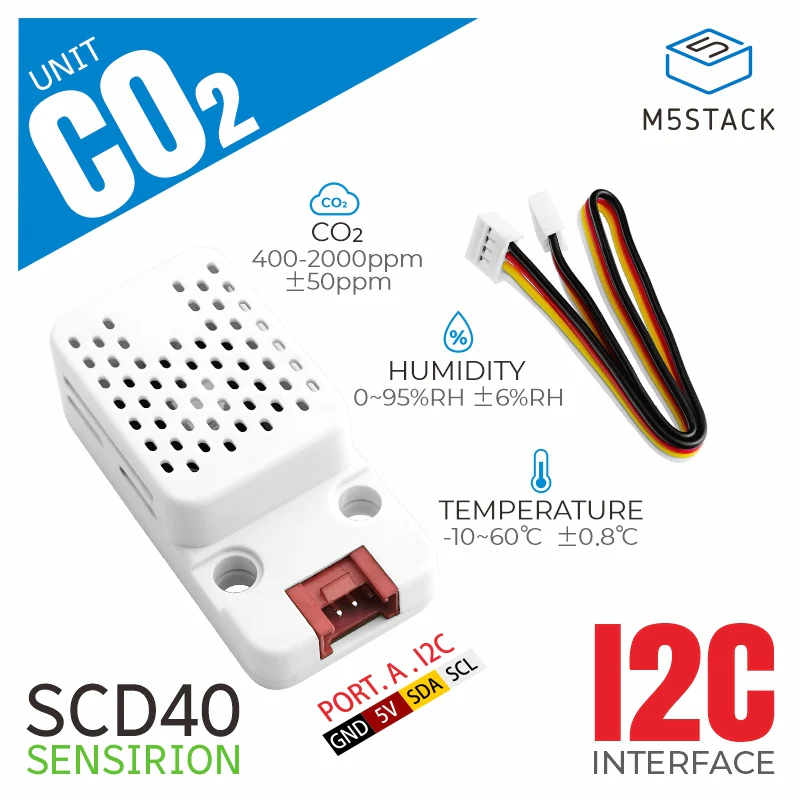 UNIT
CO₂
M5STACK
CO₂
CO₂
400-2000ppm
±50ppm
%
HUMIDITY
0~95%RH ±6%RH
TEMPERATURE
-10~60℃ ±0.8℃
PORT. A . I2C
GND 5V SDA SCL
SCD40
SENSIRION
I2C
INTERFACE